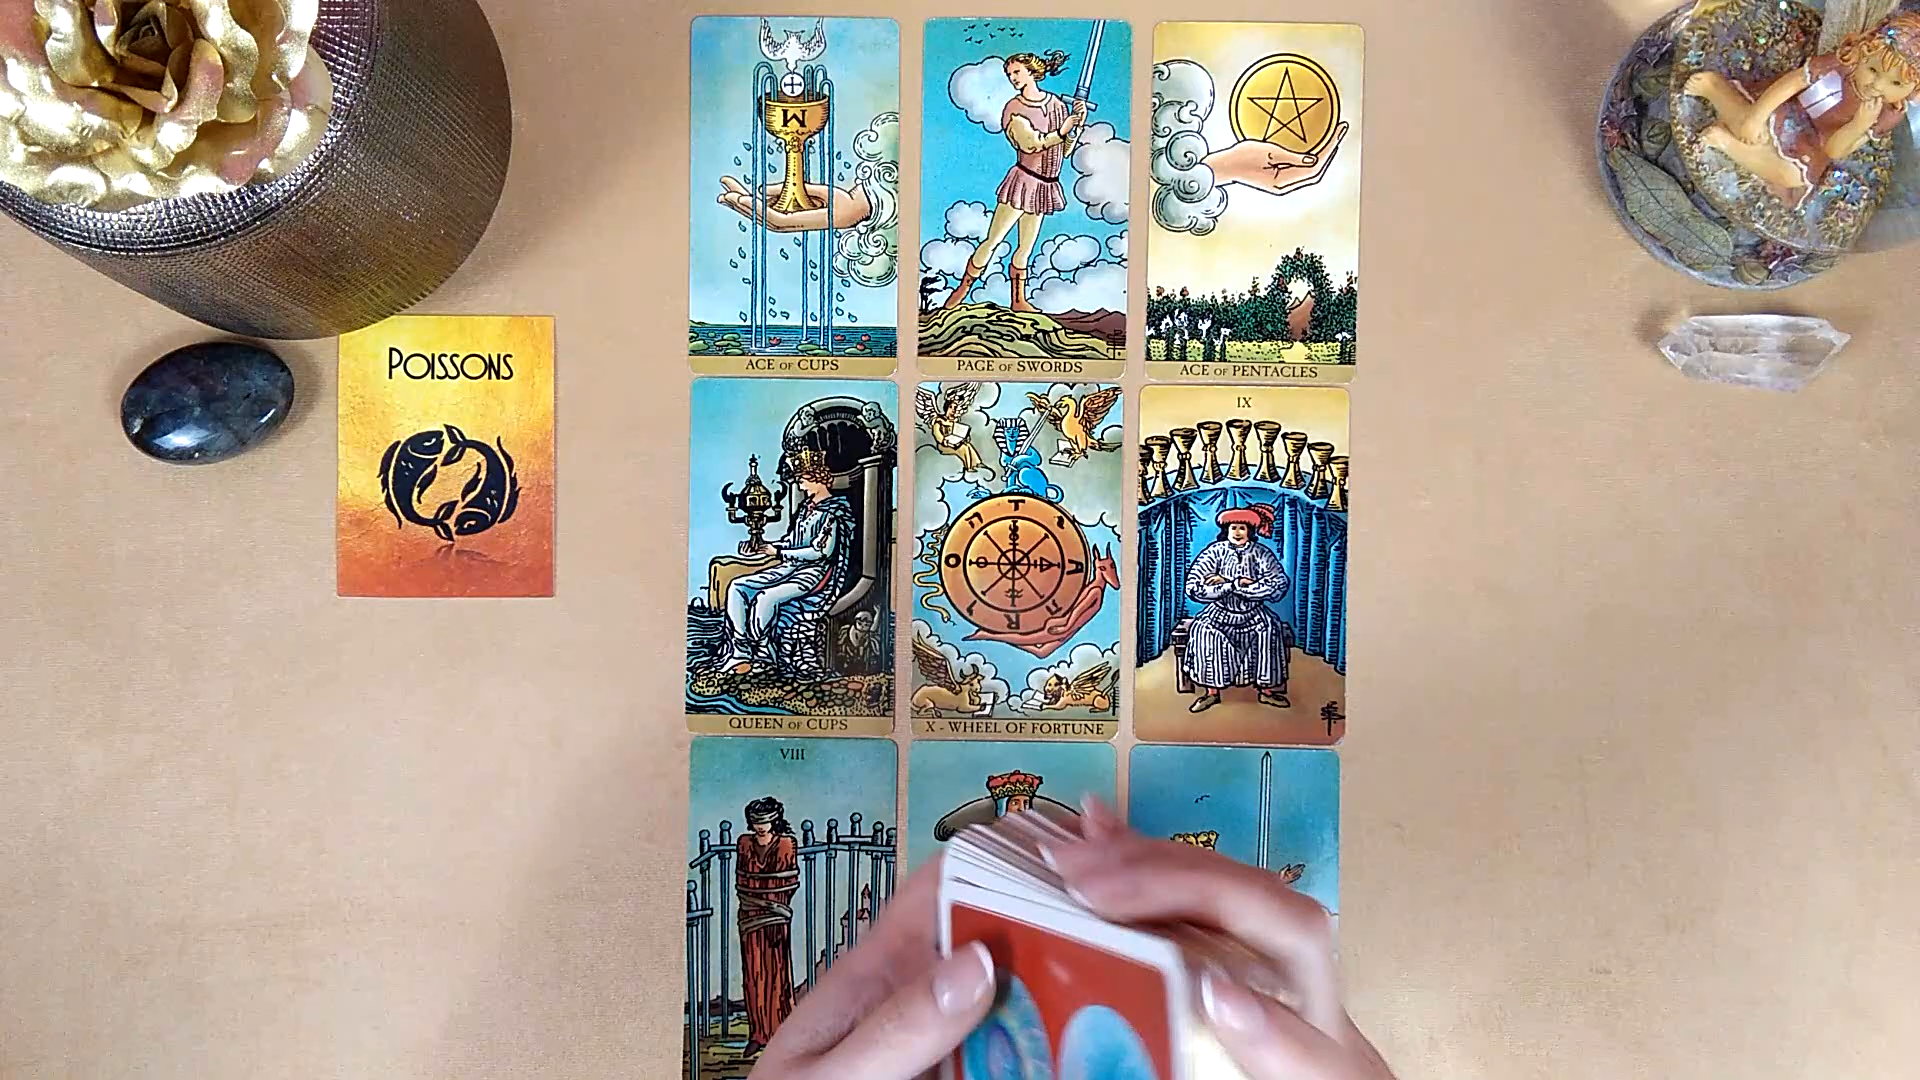 POISSONS
M
ACE OF CUPS
PAGE OF SWORDS
ACE OF PENTACLES
QUEEN OF CUPS
X - WHEEL OF FORTUNE
IX
VIII